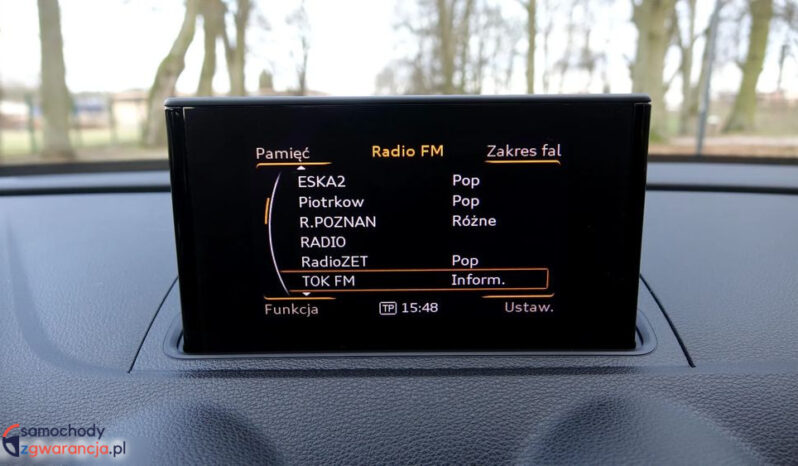 Pamięć Radio FM Zakres fal
ESKA2 Pop
Piotrkow Pop
R.POZNAN Różne
RADIO
RadioZET Pop
TOK FM Inform.
Funkcja TP 15:48 Ustaw.
samochody
zgwarancja.pl